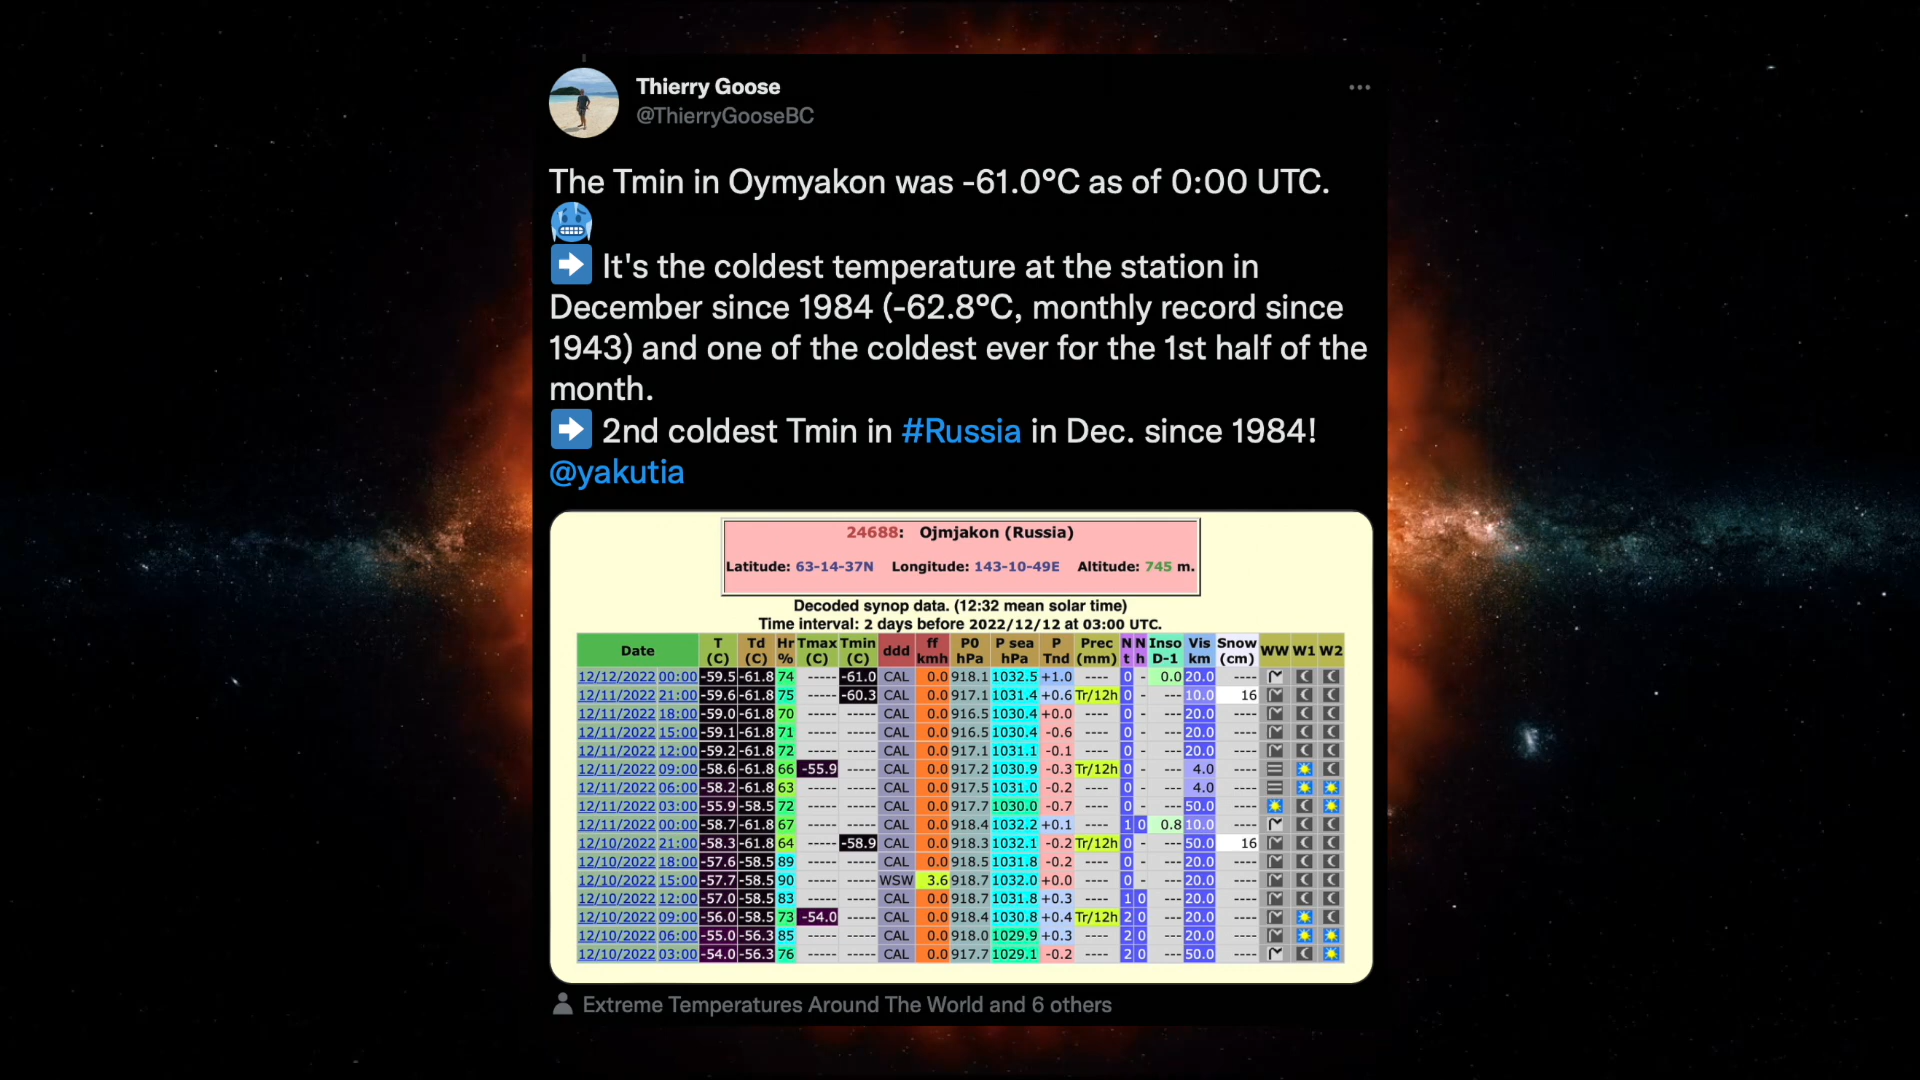 Thierry Goose
@ThierryGooseBC
The Tmin in Oymyakon was -61.0°C as of 0:00 UTC.
🥶
➡️ It's the coldest temperature at the station in
December since 1984 (-62.8°C, monthly record since
1943) and one of the coldest ever for the 1st half of the
month.
➡️ 2nd coldest Tmin in #Russia in Dec. since 1984!
@yakutia
24688: Ojmjakon (Russia)
Latitude: 63-14-37N Longitude: 143-10-49E Altitude: 745 m.
Decoded synop data. (12:32 mean solar time)
Time interval: 2 days before 2022/12/12 at 03:00 UTC.
Date T (C) Td (C) Hr % Tmax (C) Tmin (C) ddd ff kmh P0 hPa P sea hPa P Tnd Prec (mm) N t N h Inso D-1 Vis km Snow (cm) WW W1 W2
12/12/2022 00:00 -59.5 -61.8 74 ----- -61.0 CAL 0.0 918.1 1032.5 +1.0 ---- 0 - 0.0 20.0 ----
12/11/2022 21:00 -59.6 -61.8 75 ----- -60.3 CAL 0.0 917.1 1031.4 +0.6 Tr/12h 0 - --- 10.0 16
12/11/2022 18:00 -59.0 -61.8 70 ----- ----- CAL 0.0 916.5 1030.4 +0.0 ---- 0 - --- 20.0 ----
12/11/2022 15:00 -59.1 -61.8 71 ----- ----- CAL 0.0 916.5 1030.4 -0.6 ---- 0 - --- 20.0 ----
12/11/2022 12:00 -59.2 -61.8 72 ----- ----- CAL 0.0 917.1 1031.1 -0.1 ---- 0 - --- 20.0 ----
12/11/2022 09:00 -58.6 -61.8 66 -55.9 ----- CAL 0.0 917.2 1030.9 -0.3 Tr/12h 0 - --- 4.0 ----
12/11/2022 06:00 -58.2 -61.8 63 ----- ----- CAL 0.0 917.5 1031.0 -0.2 ---- 0 - --- 4.0 ----
12/11/2022 03:00 -55.9 -58.5 72 ----- ----- CAL 0.0 917.7 1030.0 -0.7 ---- 0 - --- 50.0 ----
12/11/2022 00:00 -58.7 -61.8 67 ----- ----- CAL 0.0 918.4 1032.2 +0.1 ---- 1 0 0.8 10.0 ----
12/10/2022 21:00 -58.3 -61.8 64 ----- -58.9 CAL 0.0 918.3 1032.1 -0.2 Tr/12h 0 - --- 50.0 16
12/10/2022 18:00 -57.6 -58.5 89 ----- ----- CAL 0.0 918.5 1031.8 -0.2 ---- 0 - --- 20.0 ----
12/10/2022 15:00 -57.7 -58.5 90 ----- ----- WSW 3.6 918.7 1032.0 +0.0 ---- 0 - --- 20.0 ----
12/10/2022 12:00 -57.0 -58.5 83 ----- ----- CAL 0.0 918.7 1031.8 +0.3 ---- 1 0 --- 20.0 ----
12/10/2022 09:00 -56.0 -58.5 73 -54.0 ----- CAL 0.0 918.4 1030.8 +0.4 Tr/12h 2 0 --- 20.0 ----
12/10/2022 06:00 -55.0 -56.3 85 ----- ----- CAL 0.0 918.0 1029.9 +0.3 ---- 2 0 --- 20.0 ----
12/10/2022 03:00 -54.0 -56.3 76 ----- ----- CAL 0.0 917.7 1029.1 -0.2 ---- 2 0 --- 50.0 ----
Extreme Temperatures Around The World and 6 others